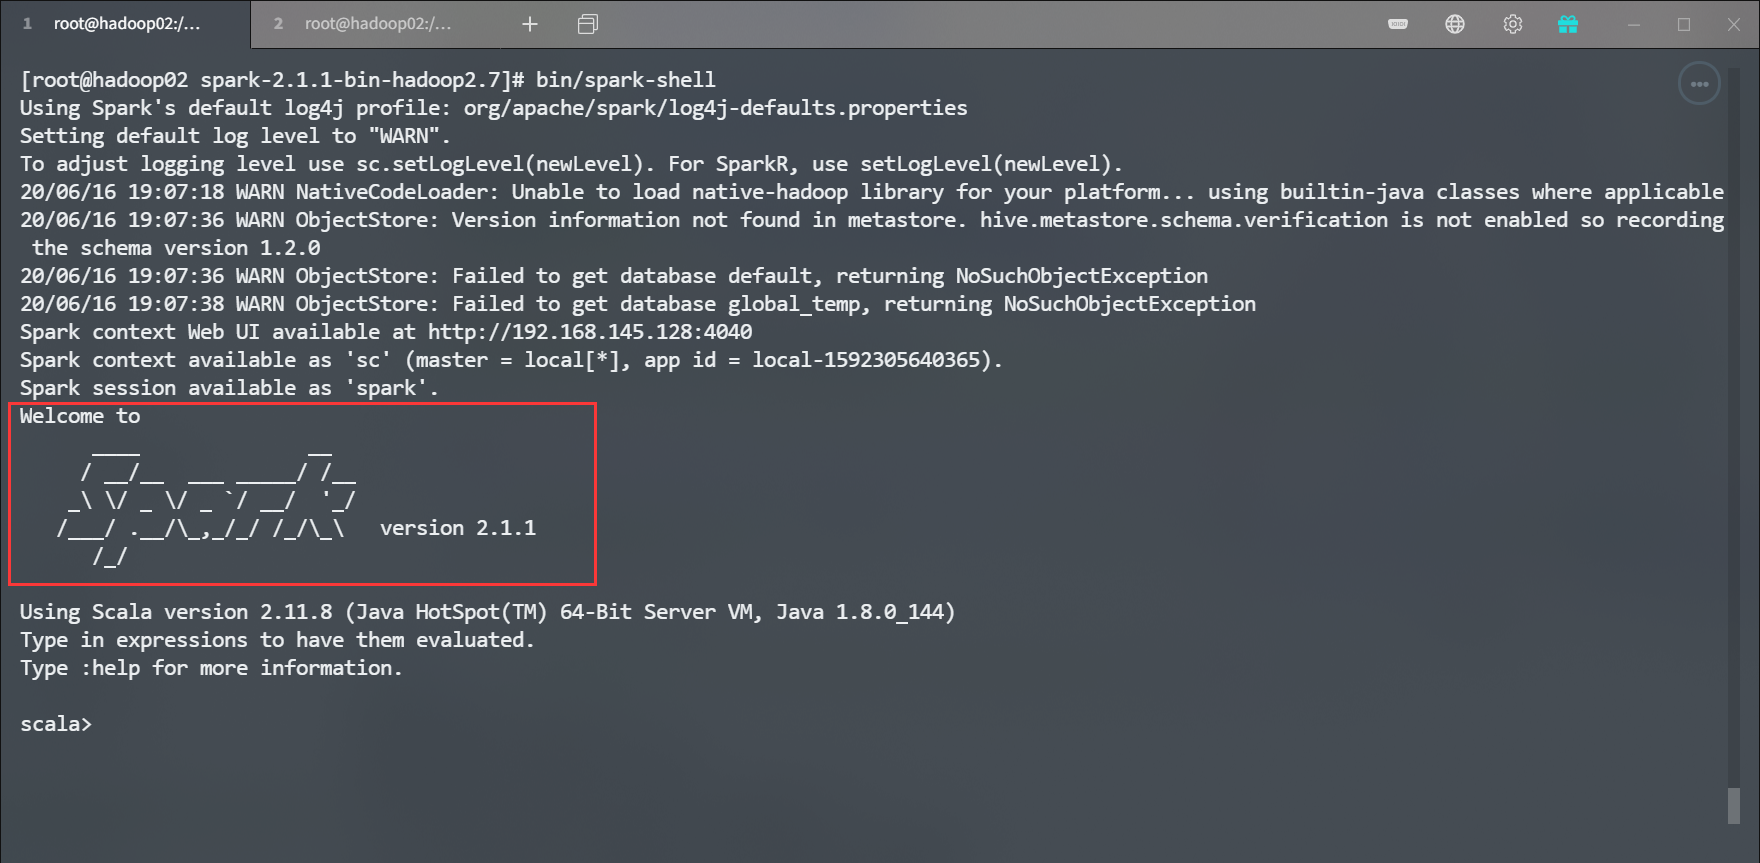 1 root@hadoop02:/... 2 root@hadoop02:/...
[root@hadoop02 spark-2.1.1-bin-hadoop2.7]# bin/spark-shell
Using Spark's default log4j profile: org/apache/spark/log4j-defaults.properties
Setting default log level to "WARN".
To adjust logging level use sc.setLogLevel(newLevel). For SparkR, use setLogLevel(newLevel).
20/06/16 19:07:18 WARN NativeCodeLoader: Unable to load native-hadoop library for your platform... using builtin-java classes where applicable
20/06/16 19:07:36 WARN ObjectStore: Version information not found in metastore. hive.metastore.schema.verification is not enabled so recording
 the schema version 1.2.0
20/06/16 19:07:36 WARN ObjectStore: Failed to get database default, returning NoSuchObjectException
20/06/16 19:07:38 WARN ObjectStore: Failed to get database global_temp, returning NoSuchObjectException
Spark context Web UI available at http://192.168.145.128:4040
Spark context available as 'sc' (master = local[*], app id = local-1592305640365).
Spark session available as 'spark'.
Welcome to
      ____              __
     / __/__  ___ _____/ /__
    _\ \/ _ \/ _ `/ __/  '_/
   /___/ .__/\_,_/_/ /_/\_\   version 2.1.1
      /_/
Using Scala version 2.11.8 (Java HotSpot(TM) 64-Bit Server VM, Java 1.8.0_144)
Type in expressions to have them evaluated.
Type :help for more information.
scala>